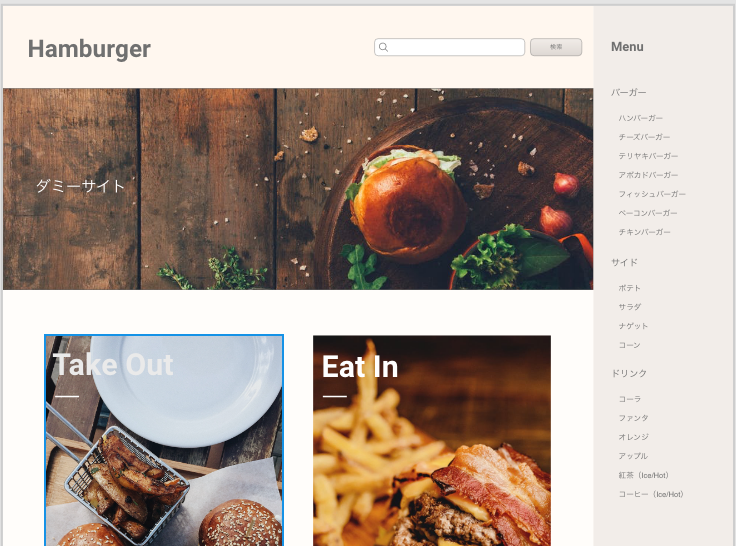 Hamburger
検索
Menu
ダミーサイト
バーガー
ハンバーガー
チーズバーガー
テリヤキバーガー
アボカドバーガー
フィッシュバーガー
ベーコンバーガー
チキンバーガー
サイド
ポテト
サラダ
ナゲット
コーン
ドリンク
コーラ
ファンタ
オレンジ
アップル
紅茶（Ice/Hot）
コーヒー（Ice/Hot）
Take Out
Eat In